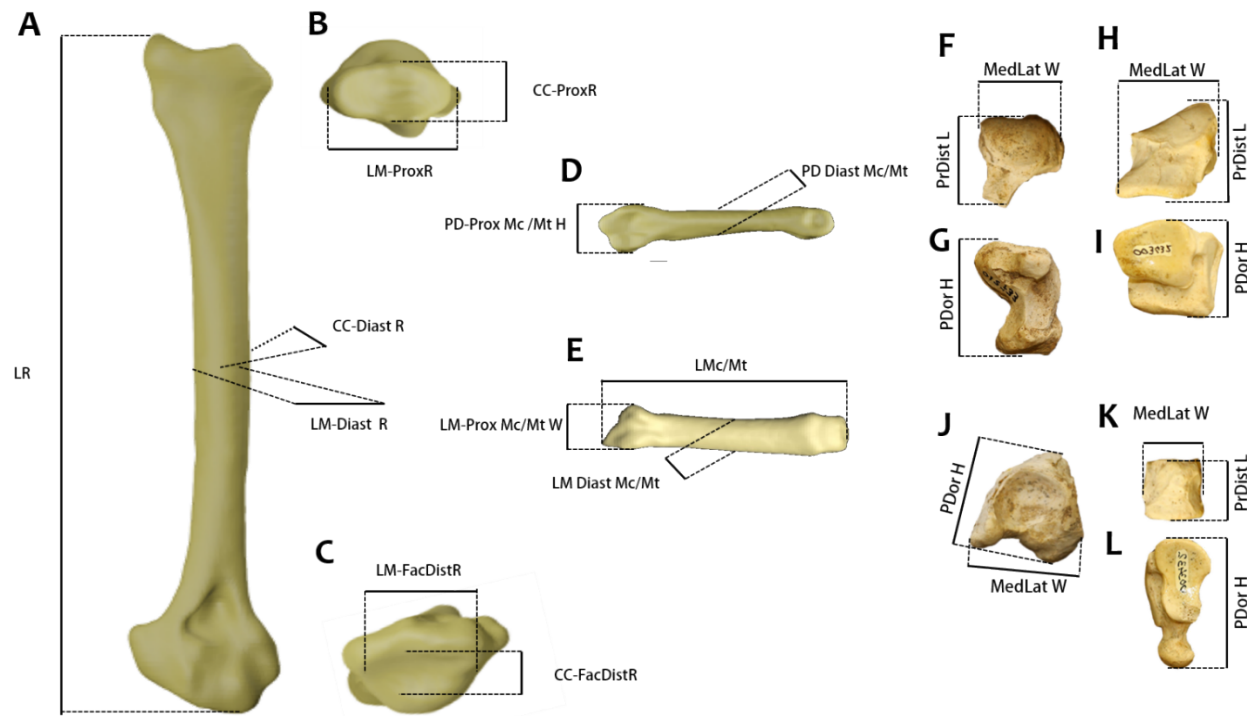 A
B
F
H
MedLat W
MedLat W
CC-ProxR
PrDist L
PrDist L
LM-ProxR
D
PD Diast Mc/Mt
PD-Prox Mc /Mt H
G
I
003032
PDor H
PDor H
CC-Diast R
E
LR
LMc/Mt
LM-Diast R
LM-Prox Mc/Mt W
K
MedLat W
J
LM Diast Mc/Mt
PDor H
PrDist L
C
L
LM-FacDistR
PDor H
MedLat W
CC-FacDistR